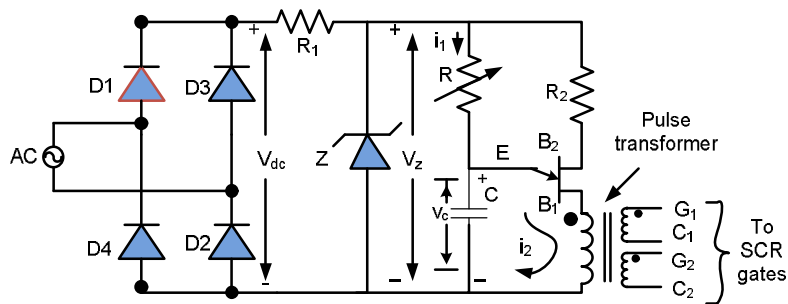 D1
D3
D4
D2
AC
R1
+
Vdc
-
Z
+
Vz
-
i1
R
R2
E
B2
B1
+
C
vc
-
i2
Pulse
transformer
G1
C1
G2
C2
To
SCR
gates